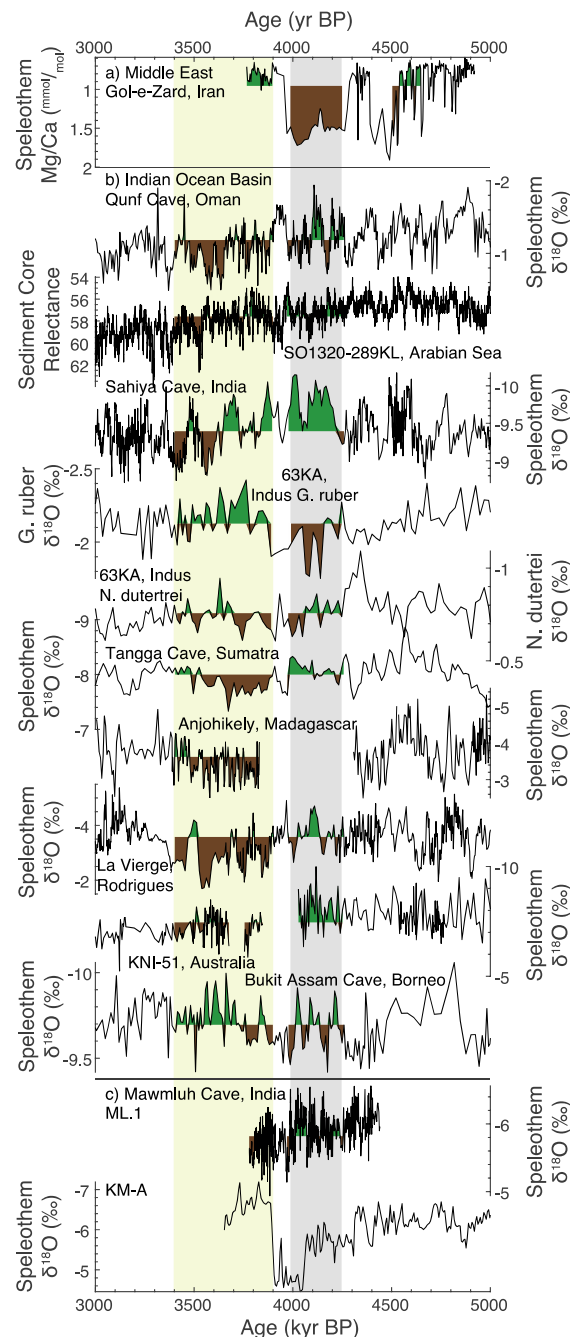 Age (yr BP)
3000 3500 4000 4500 5000
a) Middle East
Gol-e-Zard, Iran
Speleothem
Mg/Ca (mmol/mol)
1
1.5
2
b) Indian Ocean Basin
Qunf Cave, Oman
-2
-1
Speleothem
δ18O (‰)
Sediment Core
Relectance
54
56
58
60
62
SO1320-289KL, Arabian Sea
Sahiya Cave, India
-10
-9.5
-9
Speleothem
δ18O (‰)
G. ruber
δ18O (‰)
-2.5
-2
63KA,
Indus G. ruber
63KA, Indus
N. dutertrei
-1
-0.5
N. dutertei
δ18O (‰)
Speleothem
δ18O (‰)
-9
-8
-7
Tangga Cave, Sumatra
Anjohikely, Madagascar
-5
-4
-3
Speleothem
δ18O (‰)
Speleothem
δ18O (‰)
-4
-2
La Vierge,
Rodrigues
-10
-5
Speleothem
δ18O (‰)
KNI-51, Australia
Bukit Assam Cave, Borneo
Speleothem
δ18O (‰)
-10
-9.5
c) Mawmluh Cave, India
ML.1
-6
-5
Speleothem
δ18O (‰)
KM-A
Speleothem
δ18O (‰)
-7
-6
-5
3000 3500 4000 4500 5000
Age (kyr BP)